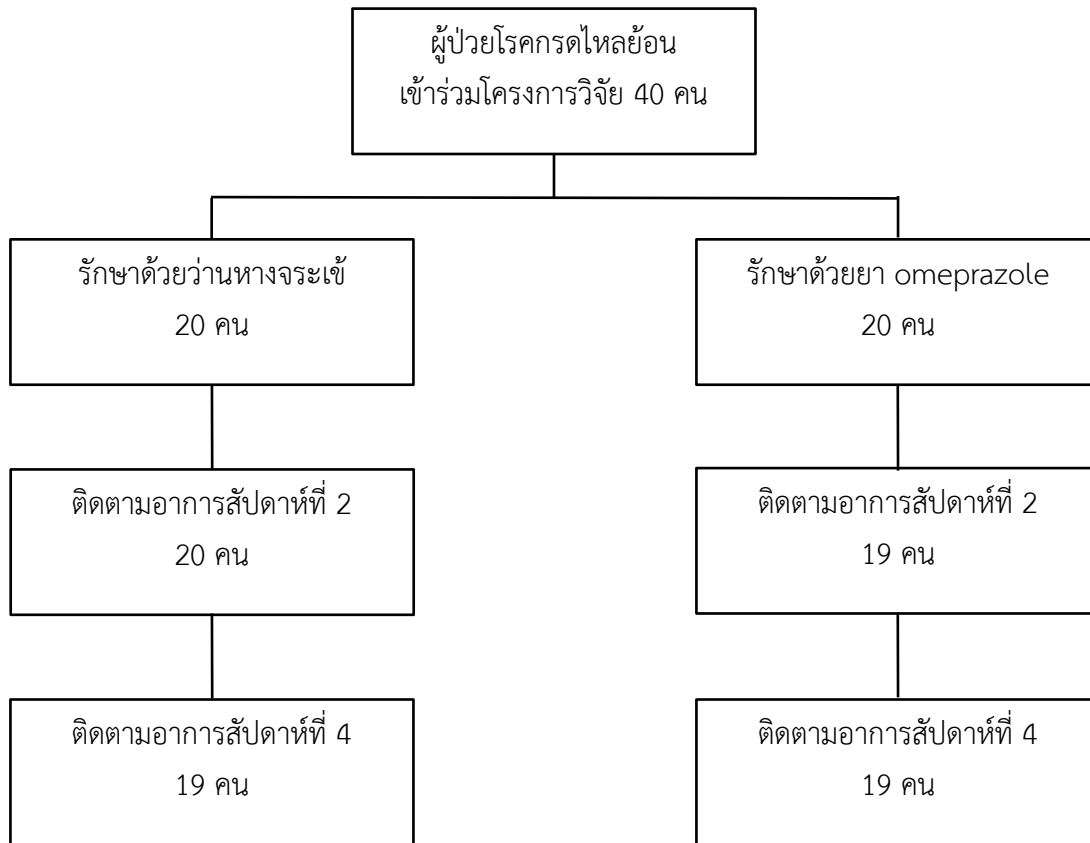 ผู้ป่วยโรคกรดไหลย้อน
เข้าร่วมโครงการวิจัย 40 คน
รักษาด้วยว่านหางจระเข้
20 คน
รักษาด้วยยา omeprazole
20 คน
ติดตามอาการสัปดาห์ที่ 2
20 คน
ติดตามอาการสัปดาห์ที่ 2
19 คน
ติดตามอาการสัปดาห์ที่ 4
19 คน
ติดตามอาการสัปดาห์ที่ 4
19 คน